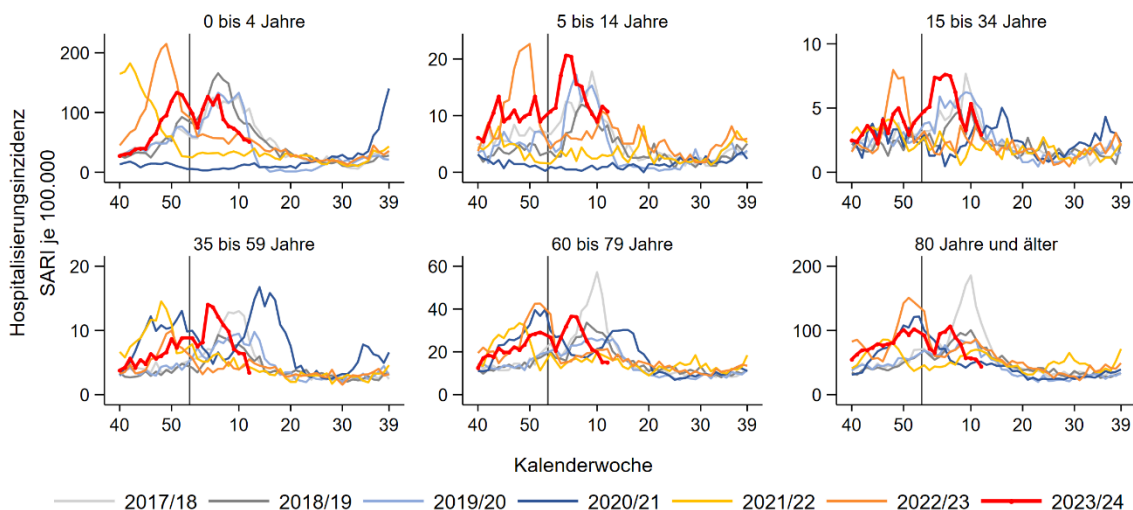 0 bis 4 Jahre
5 bis 14 Jahre
15 bis 34 Jahre
Hospitalisierungsinzidenz
SARI je 100.000
200
100
0
40 50 10 20 30 39
20
10
0
40 50 10 20 30 39
10
5
0
40 50 10 20 30 39
35 bis 59 Jahre
60 bis 79 Jahre
80 Jahre und älter
20
10
0
40 50 10 20 30 39
60
40
20
0
40 50 10 20 30 39
200
100
0
40 50 10 20 30 39
Kalenderwoche
2017/18 2018/19 2019/20 2020/21 2021/22 2022/23 2023/24